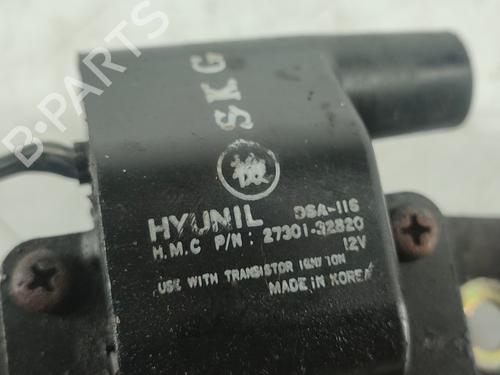 B-PARTS
SKG
HYUNIL DSA-116
H.M.C P/N: 27301-32820
12V
USE WITH TRANSISTOR IGNITION
MADE IN KOREA